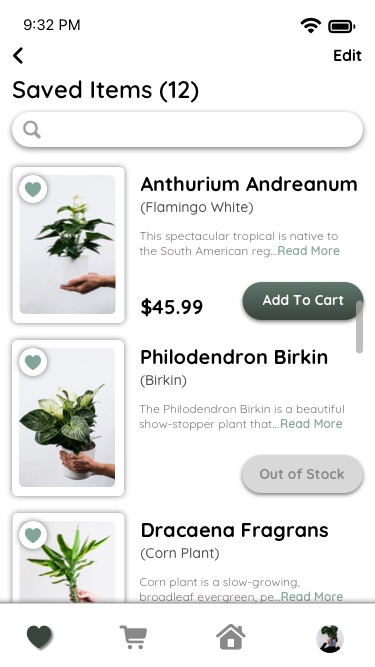 9:32 PM
Edit
Saved Items (12)
Anthurium Andreanum
(Flamingo White)
This spectacular tropical is native to
the South American reg...Read More
$45.99
Add To Cart
Philodendron Birkin
(Birkin)
The Philodendron Birkin is a beautiful
show-stopper plant that...Read More
Out of Stock
Dracaena Fragrans
(Corn Plant)
Corn plant is a slow-growing,
broadleaf evergreen, pe...Read More